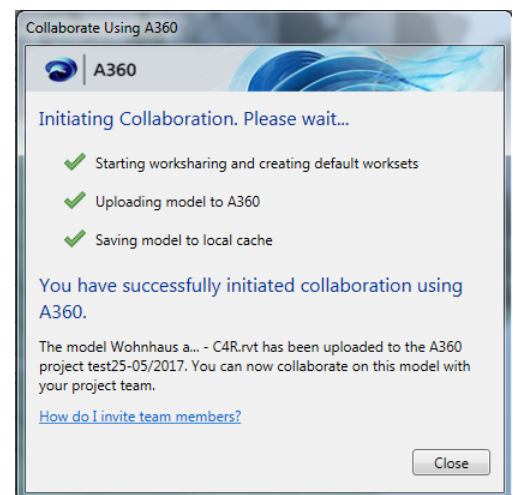 Collaborate Using A360
A360
Initiating Collaboration. Please wait...
Starting worksharing and creating default worksets
Uploading model to A360
Saving model to local cache
You have successfully initiated collaboration using
A360.
The model Wohnhaus a... - C4R.rvt has been uploaded to the A360
project test25-05/2017. You can now collaborate on this model with
your project team.
How do I invite team members?
Close